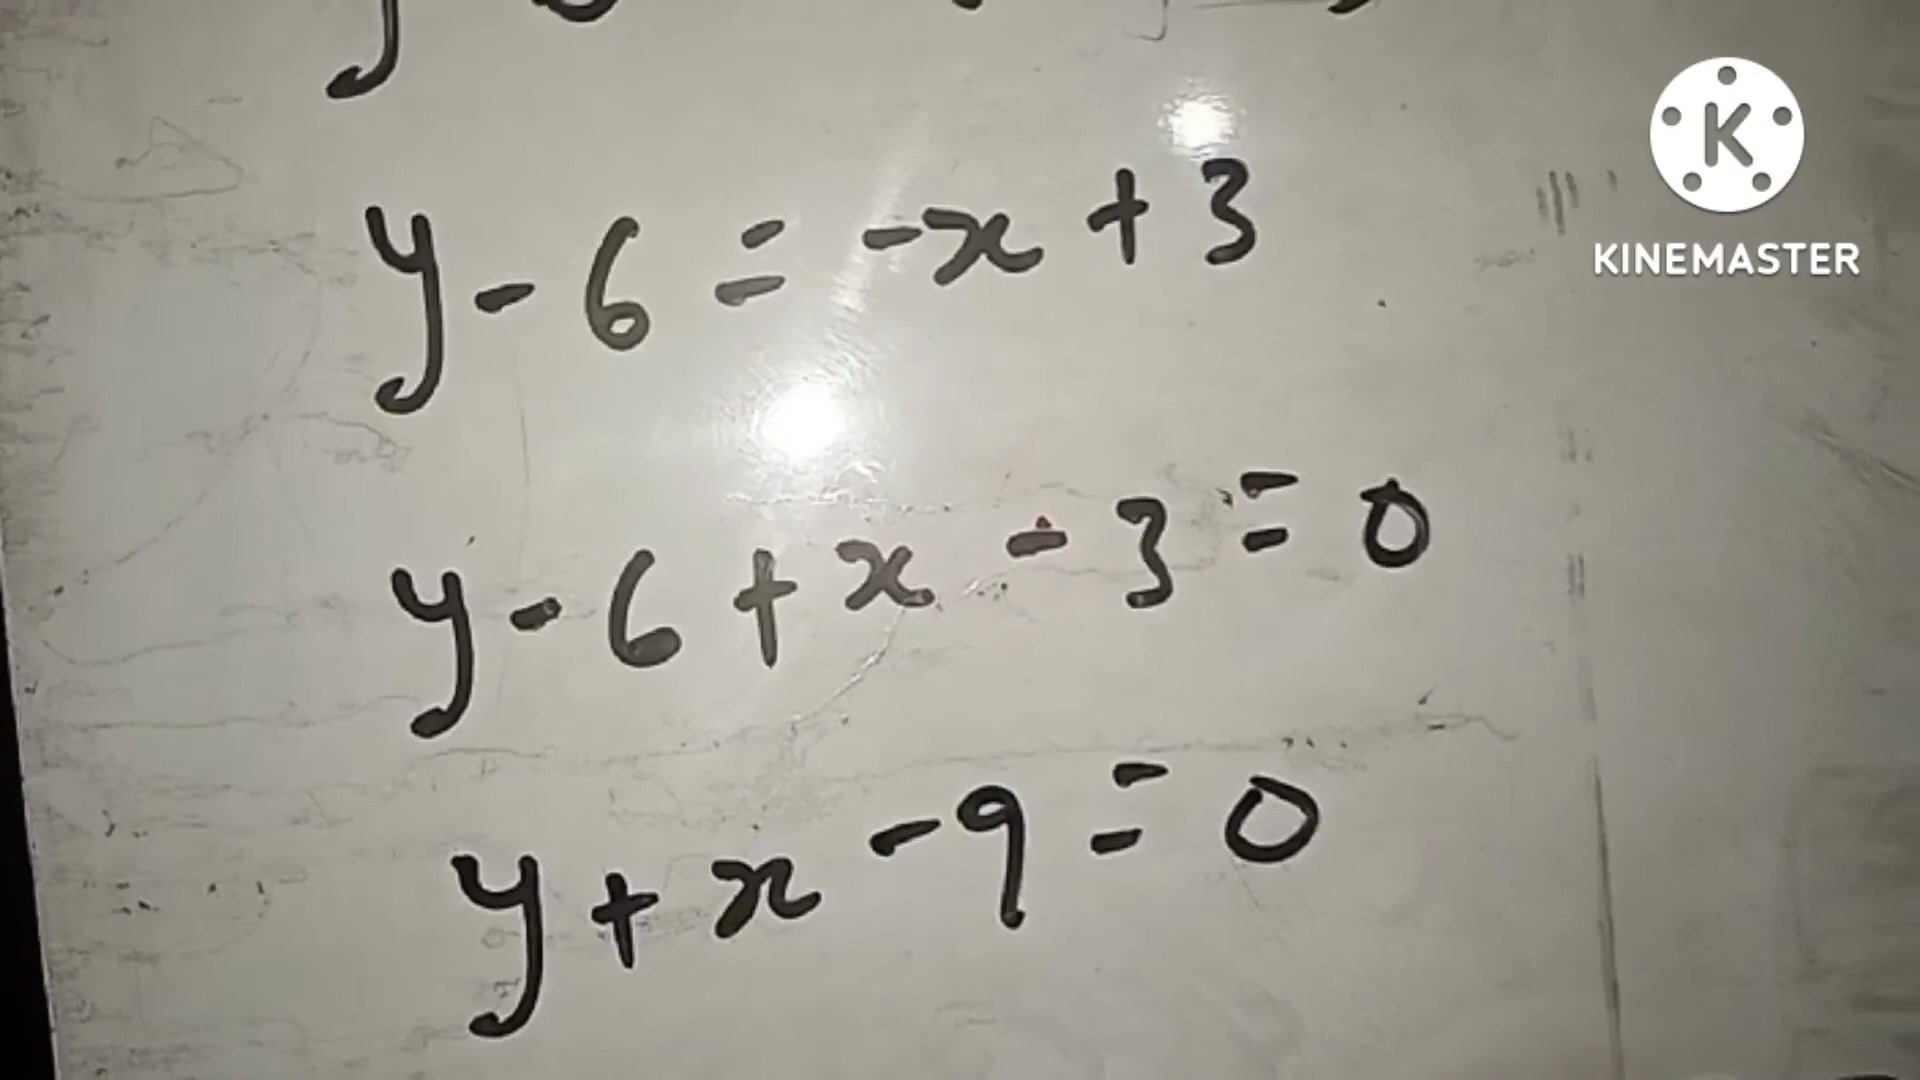 y - 6 = -x + 3
y - 6 + x - 3 = 0
y + x - 9 = 0
K
KINEMASTER